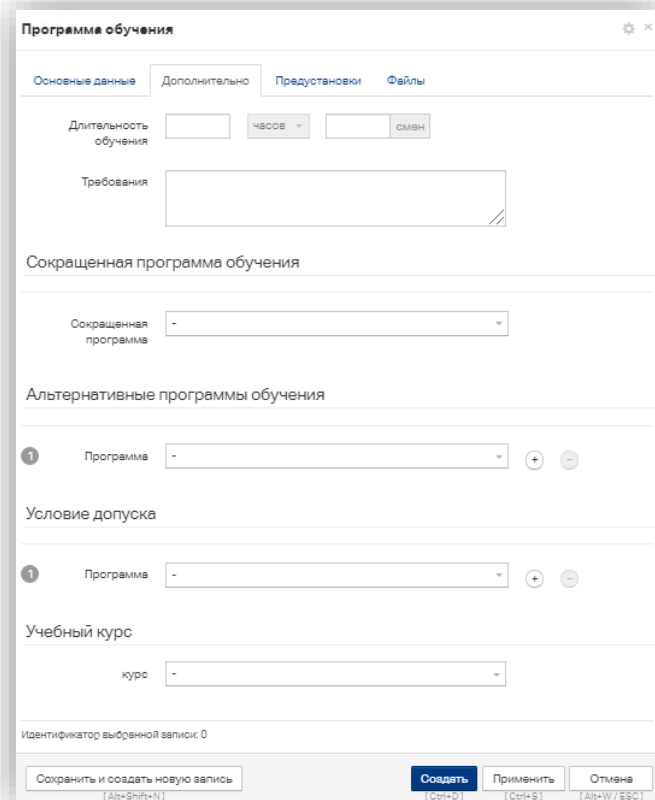 Программа обучения
Основные данные Дополнительно Предустановки Файлы
Длительность обучения часов смен
Требования
Сокращенная программа обучения
Сокращенная программа -
Альтернативные программы обучения
1 Программа - + -
Условие допуска
1 Программа - + -
Учебный курс
курс -
Идентификатор выбранной записи: 0
Сохранить и создать новую запись Создать Применить Отмена
[Alt+Shift+N] [Ctrl+D] [Ctrl+S] [Alt+W / ESC]